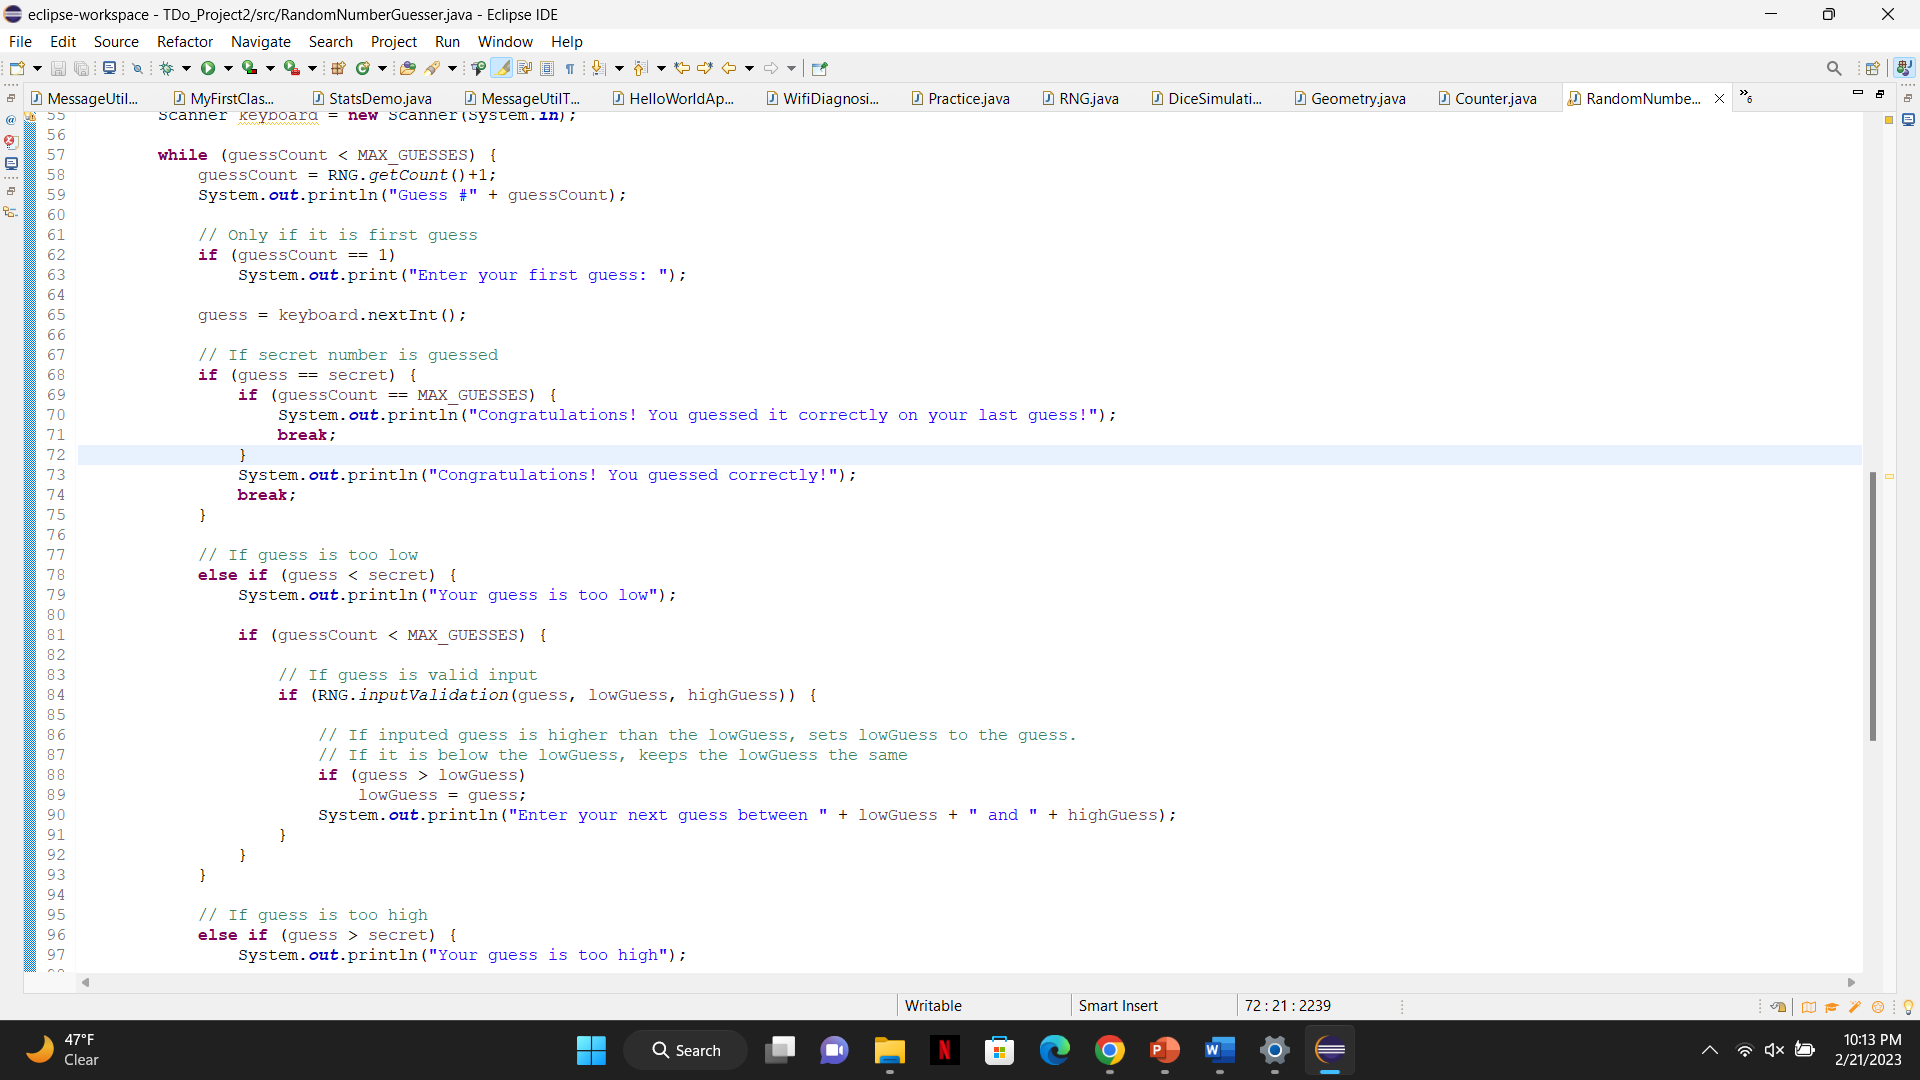 eclipse-workspace - TDo_Project2/src/RandomNumberGuesser.java - Eclipse IDE
File Edit Source Refactor Navigate Search Project Run Window Help
MessageUtil... MyFirstClas... StatsDemo.java MessageUtilT... HelloWorldAp... WifiDiagnosi... Practice.java RNG.java DiceSimulati... Geometry.java Counter.java RandomNumbe... 6
55 Scanner keyboard = new Scanner(System.in);
56
57 while (guessCount < MAX_GUESSES) {
58 guessCount = RNG.getCount()+1;
59 System.out.println("Guess #" + guessCount);
60
61 // Only if it is first guess
62 if (guessCount == 1)
63 System.out.print("Enter your first guess: ");
64
65 guess = keyboard.nextInt();
66
67 // If secret number is guessed
68 if (guess == secret) {
69 if (guessCount == MAX_GUESSES) {
70 System.out.println("Congratulations! You guessed it correctly on your last guess!");
71 break;
72 }
73 System.out.println("Congratulations! You guessed correctly!");
74 break;
75 }
76
77 // If guess is too low
78 else if (guess < secret) {
79 System.out.println("Your guess is too low");
80
81 if (guessCount < MAX_GUESSES) {
82
83 // If guess is valid input
84 if (RNG.inputValidation(guess, lowGuess, highGuess)) {
85
86 // If inputed guess is higher than the lowGuess, sets lowGuess to the guess.
87 // If it is below the lowGuess, keeps the lowGuess the same
88 if (guess > lowGuess)
89 lowGuess = guess;
90 System.out.println("Enter your next guess between " + lowGuess + " and " + highGuess);
91 }
92 }
93 }
94
95 // If guess is too high
96 else if (guess > secret) {
97 System.out.println("Your guess is too high");
Writable Smart Insert 72 : 21 : 2239
47°F
Clear
Search
10:13 PM
2/21/2023